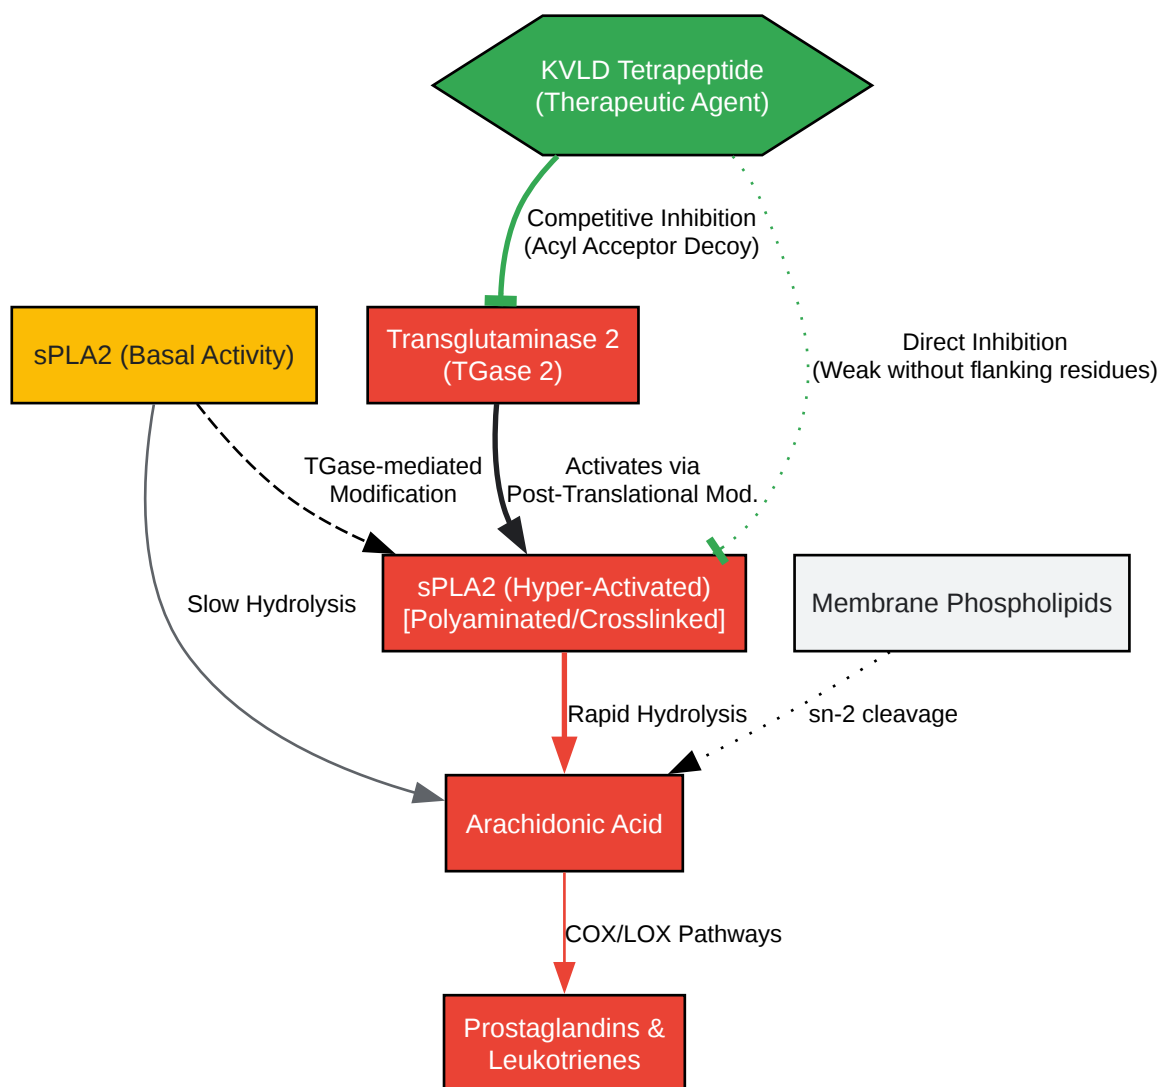 KVLD Tetrapeptide
(Therapeutic Agent)
Competitive Inhibition
(Acyl Acceptor Decoy)
sPLA2 (Basal Activity)
Transglutaminase 2
(TGase 2)
Direct Inhibition
(Weak without flanking residues)
TGase-mediated
Modification
Activates via
Post-Translational Mod.
sPLA2 (Hyper-Activated)
[Polyaminated/Crosslinked]
Membrane Phospholipids
Slow Hydrolysis
Rapid Hydrolysis
sn-2 cleavage
Arachidonic Acid
COX/LOX Pathways
Prostaglandins &
Leukotrienes